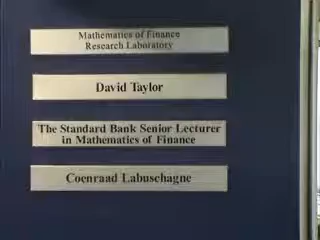 Mathematics of Finance
Research Laboratory
David Taylor
The Standard Bank Senior Lecturer
in Mathematics of Finance
Coenraad Labuschagne